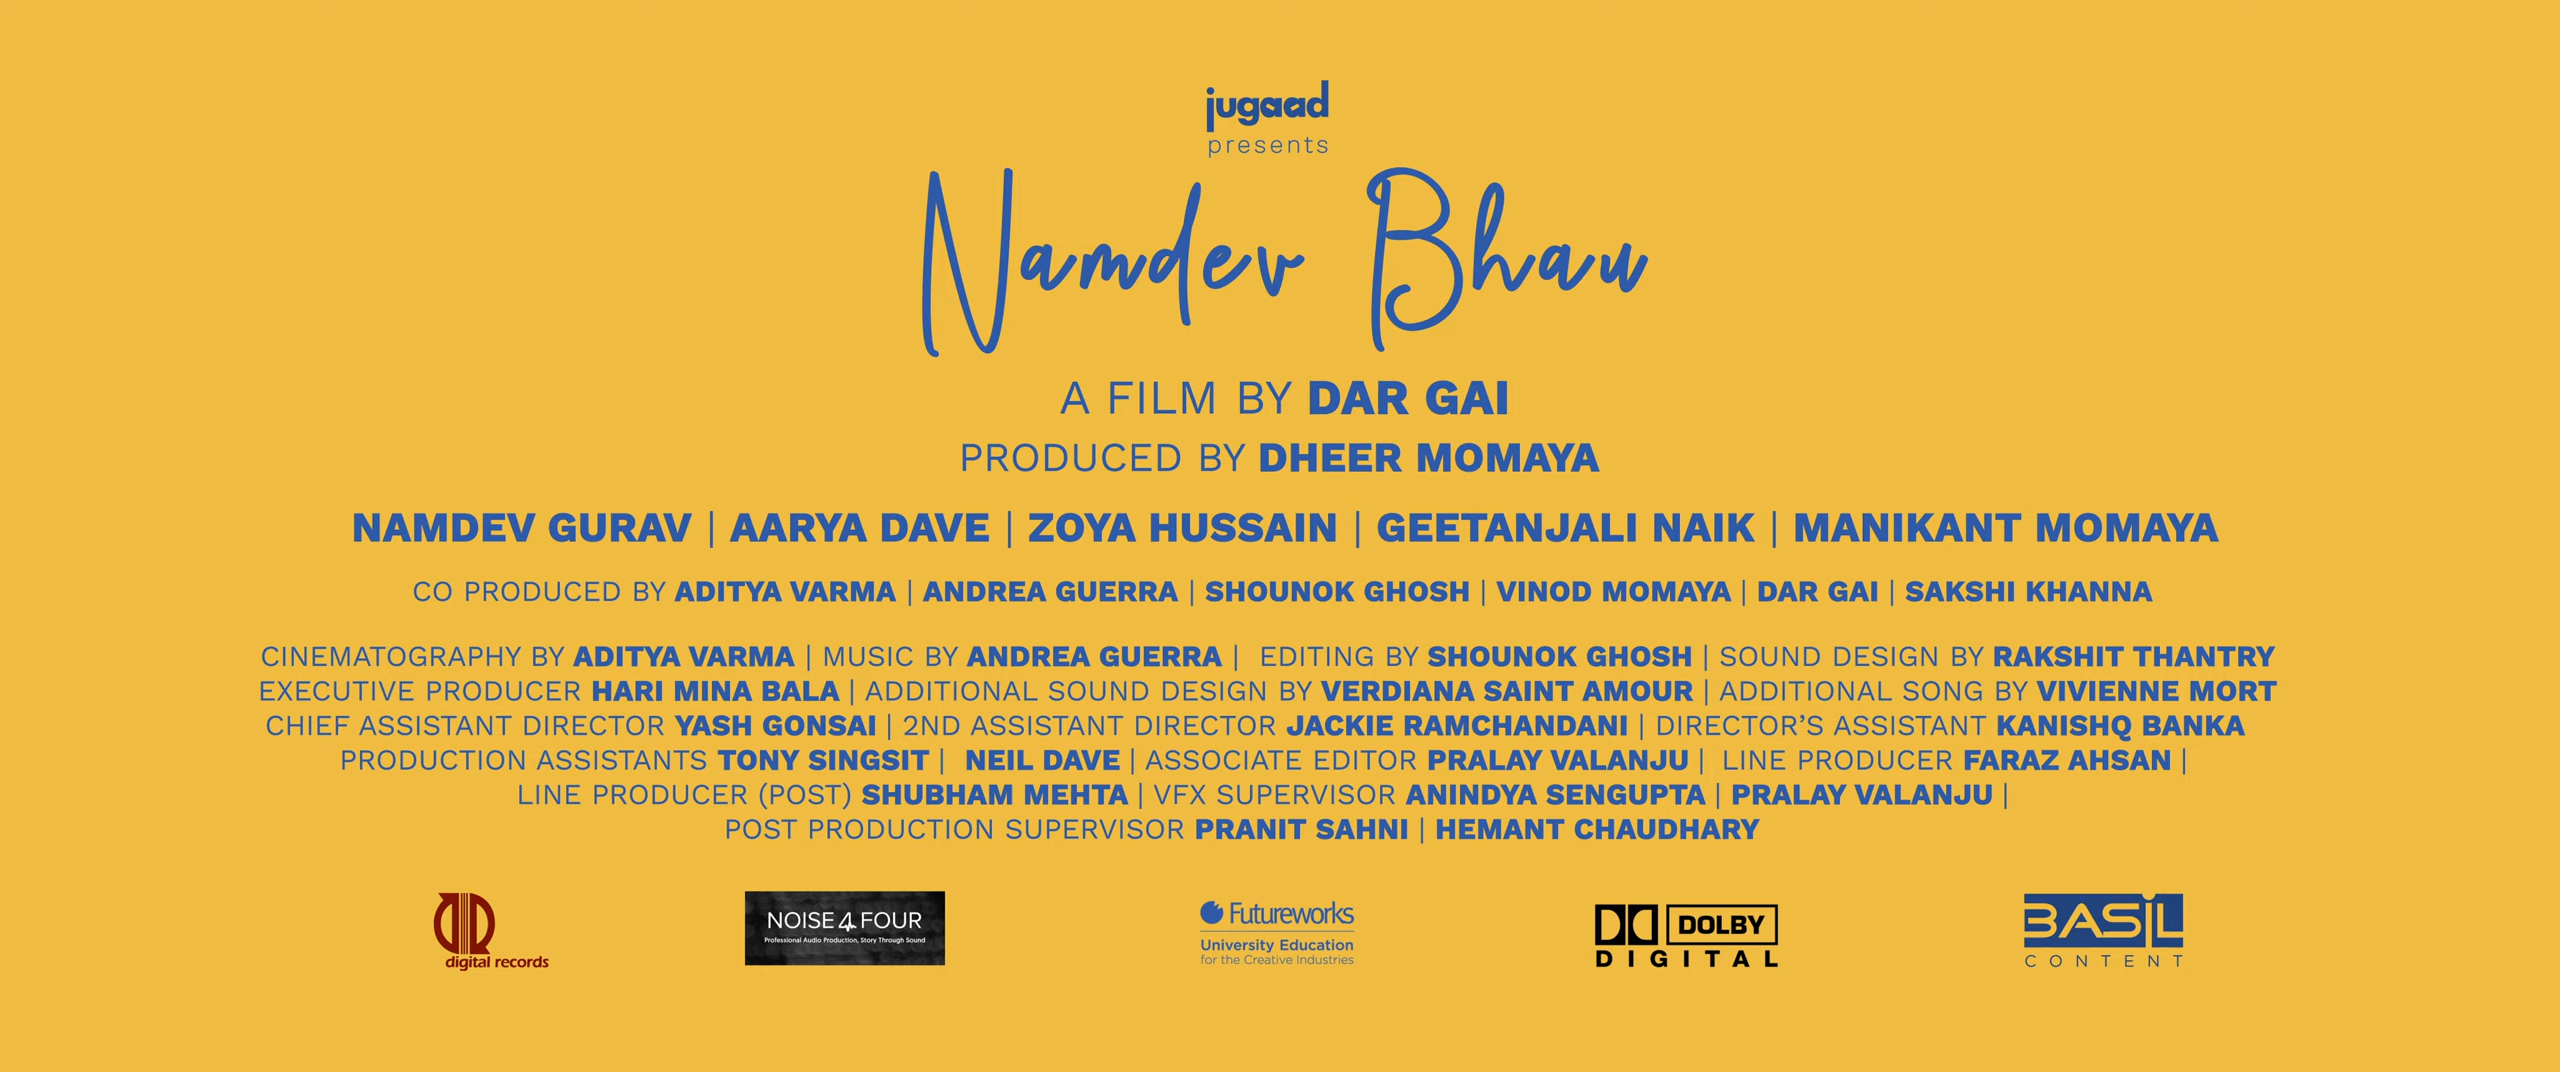 jugaad
presents
Namdev Bhau
A FILM BY DAR GAI
PRODUCED BY DHEER MOMAYA
NAMDEV GURAV | AARYA DAVE | ZOYA HUSSAIN | GEETANJALI NAIK | MANIKANT MOMAYA
CO PRODUCED BY ADITYA VARMA | ANDREA GUERRA | SHOUNOK GHOSH | VINOD MOMAYA | DAR GAI | SAKSHI KHANNA
CINEMATOGRAPHY BY ADITYA VARMA | MUSIC BY ANDREA GUERRA | EDITING BY SHOUNOK GHOSH | SOUND DESIGN BY RAKSHIT THANTRY
EXECUTIVE PRODUCER HARI MINA BALA | ADDITIONAL SOUND DESIGN BY VERDIANA SAINT AMOUR | ADDITIONAL SONG BY VIVIENNE MORT
CHIEF ASSISTANT DIRECTOR YASH GONSAI | 2ND ASSISTANT DIRECTOR JACKIE RAMCHANDANI | DIRECTOR'S ASSISTANT KANISHQ BANKA
PRODUCTION ASSISTANTS TONY SINGSIT | NEIL DAVE | ASSOCIATE EDITOR PRALAY VALANJU | LINE PRODUCER FARAZ AHSAN |
LINE PRODUCER (POST) SHUBHAM MEHTA | VFX SUPERVISOR ANINDYA SENGUPTA | PRALAY VALANJU |
POST PRODUCTION SUPERVISOR PRANIT SAHNI | HEMANT CHAUDHARY
digital records
NOISE 4 FOUR
Professional Audio Production, Story Through Sound
Futureworks
University Education
for the Creative Industries
DOLBY
DIGITAL
BASIL
CONTENT